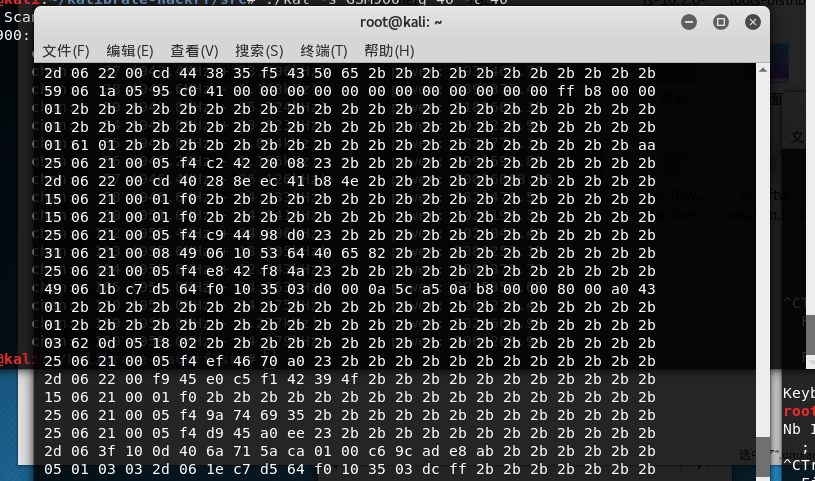 @kali:~/kalibrate-hackrf/src# ./kal -s GSM900 -g 40 -l 40
Scan
900:
root@kali: ~
文件(F) 编辑(E) 查看(V) 搜索(S) 终端(T) 帮助(H)
2d 06 22 00 cd 44 38 35 f5 43 50 65 2b 2b 2b 2b 2b 2b 2b 2b 2b 2b 2b
59 06 1a 05 95 c0 41 00 00 00 00 00 00 00 00 00 00 00 00 ff b8 00 00
01 2b 2b 2b 2b 2b 2b 2b 2b 2b 2b 2b 2b 2b 2b 2b 2b 2b 2b 2b 2b 2b 2b
01 2b 2b 2b 2b 2b 2b 2b 2b 2b 2b 2b 2b 2b 2b 2b 2b 2b 2b 2b 2b 2b 2b
01 61 01 2b 2b 2b 2b 2b 2b 2b 2b 2b 2b 2b 2b 2b 2b 2b 2b 2b 2b 2b aa
25 06 21 00 05 f4 c2 42 20 8e 23 2b 2b 2b 2b 2b 2b 2b 2b 2b 2b 2b 2b
2d 06 22 00 cd 40 28 8e ec 41 b8 4e 2b 2b 2b 2b 2b 2b 2b 2b 2b 2b 2b
15 06 21 00 01 f0 2b 2b 2b 2b 2b 2b 2b 2b 2b 2b 2b 2b 2b 2b 2b 2b 2b
15 06 21 00 01 f0 2b 2b 2b 2b 2b 2b 2b 2b 2b 2b 2b 2b 2b 2b 2b 2b 2b
25 06 21 00 05 f4 c9 44 98 d0 23 2b 2b 2b 2b 2b 2b 2b 2b 2b 2b 2b 2b
31 06 21 00 08 49 06 10 53 64 40 65 82 2b 2b 2b 2b 2b 2b 2b 2b 2b 2b
25 06 21 00 05 f4 e8 42 f8 4a 23 2b 2b 2b 2b 2b 2b 2b 2b 2b 2b 2b 2b
49 06 1b c7 d5 64 f0 10 35 03 d0 00 0a 5c a5 0a b8 00 00 80 00 a0 43
01 2b 2b 2b 2b 2b 2b 2b 2b 2b 2b 2b 2b 2b 2b 2b 2b 2b 2b 2b 2b 2b 2b
01 2b 2b 2b 2b 2b 2b 2b 2b 2b 2b 2b 2b 2b 2b 2b 2b 2b 2b 2b 2b 2b 2b
03 62 0d 05 18 02 2b 2b 2b 2b 2b 2b 2b 2b 2b 2b 2b 2b 2b 2b 2b 2b 2b
25 06 21 00 05 f4 ef 46 70 a0 23 2b 2b 2b 2b 2b 2b 2b 2b 2b 2b 2b 2b
2d 06 22 00 f9 45 e0 c5 f1 42 39 4f 2b 2b 2b 2b 2b 2b 2b 2b 2b 2b 2b
15 06 21 00 01 f0 2b 2b 2b 2b 2b 2b 2b 2b 2b 2b 2b 2b 2b 2b 2b 2b 2b
25 06 21 00 05 f4 9a 74 69 35 2b 2b 2b 2b 2b 2b 2b 2b 2b 2b 2b 2b 2b
25 06 21 00 05 f4 d9 45 a0 ee 23 2b 2b 2b 2b 2b 2b 2b 2b 2b 2b 2b 2b
2d 06 3f 10 0d 40 6a 71 5a ca 01 00 c6 9c ad e8 ab 2b 2b 2b 2b 2b 2b
05 01 03 03 2d 06 1e c7 d5 64 f0 10 35 03 dc ff 2b 2b 2b 2b 2b 2b 2b
@kal
^CT
Keyb
root
Nb 1
;
^CTr